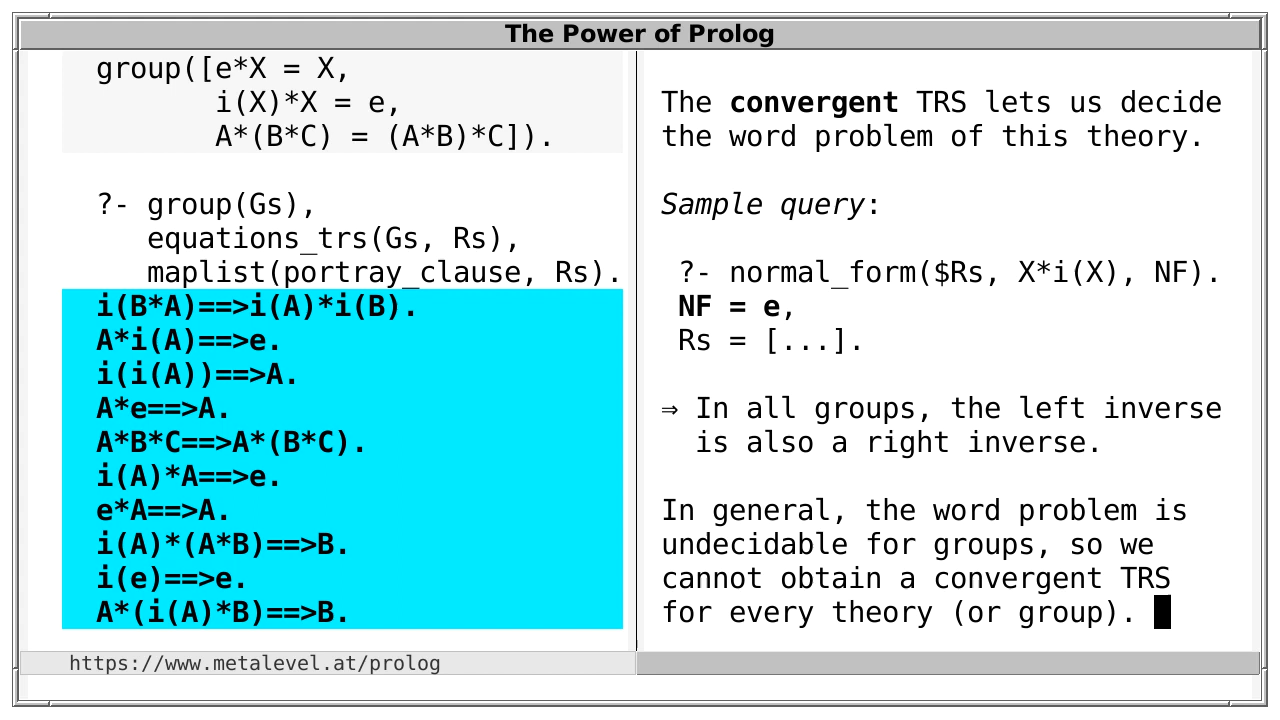 The Power of Prolog
group([e*X = X,
i(X)*X = e,
A*(B*C) = (A*B)*C]).
?- group(Gs),
equations_trs(Gs, Rs),
maplist(portray_clause, Rs).
i(B*A)==>i(A)*i(B).
A*i(A)==>e.
i(i(A))==>A.
A*e==>A.
A*B*C==>A*(B*C).
i(A)*A==>e.
e*A==>A.
i(A)*(A*B)==>B.
i(e)==>e.
A*(i(A)*B)==>B.
https://www.metalevel.at/prolog
The convergent TRS lets us decide
the word problem of this theory.
Sample query:
?- normal_form($Rs, X*i(X), NF).
NF = e,
Rs = [...].
⇒ In all groups, the left inverse
is also a right inverse.
In general, the word problem is
undecidable for groups, so we
cannot obtain a convergent TRS
for every theory (or group).